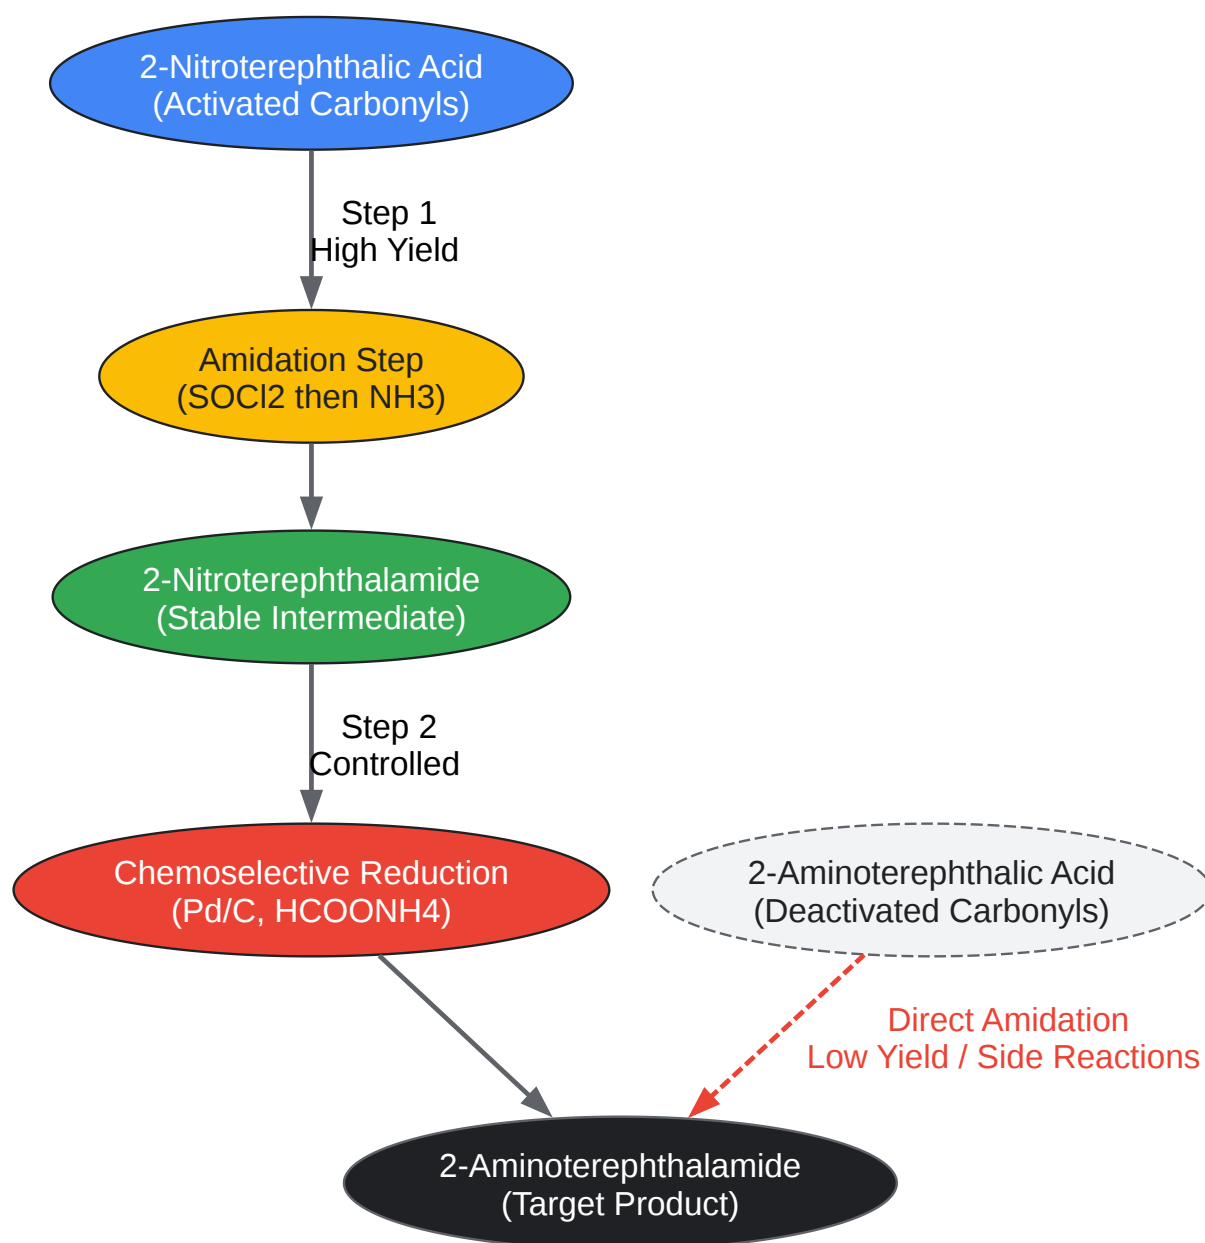 2-Nitroterephthalic Acid
(Activated Carbonyls)
Step 1
High Yield
Amidation Step
(SOCl2 then NH3)
2-Nitroterephthalamide
(Stable Intermediate)
Step 2
Controlled
Chemoselective Reduction
(Pd/C, HCOONH4)
2-Aminoterephthalic Acid
(Deactivated Carbonyls)
Direct Amidation
Low Yield / Side Reactions
2-Aminoterephthalamide
(Target Product)